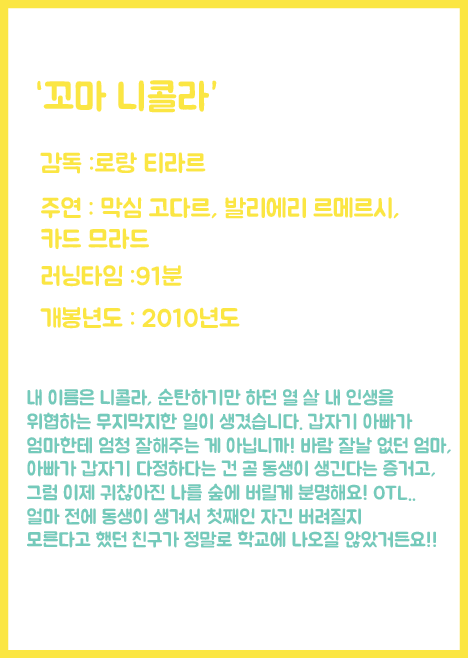 ‘꼬마 니콜라’
감독 :로랑 티라르
주연 : 막심 고다르, 발리에리 르메르시,
카드 므라드
러닝타임 :91분
개봉년도 : 2010년도
내 이름은 니콜라, 순탄하기만 하던 열 살 내 인생을
위협하는 무지막지한 일이 생겼습니다. 갑자기 아빠가
엄마한테 엄청 잘해주는 게 아닙니까! 바람 잘날 없던 엄마,
아빠가 갑자기 다정하다는 건 곧 동생이 생긴다는 증거고,
그럼 이제 귀찮아진 나를 숲에 버릴게 분명해요! OTL..
얼마 전에 동생이 생겨서 첫째인 자긴 버려질지
모른다고 했던 친구가 정말로 학교에 나오질 않았거든요!!